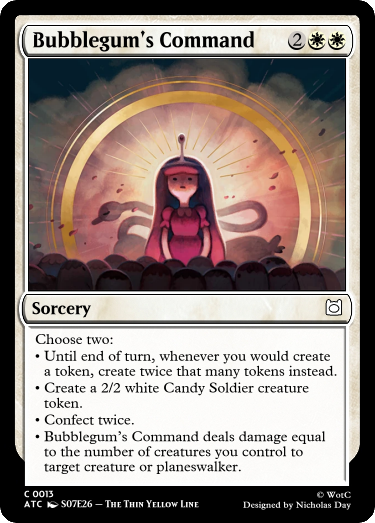 Bubblegum's Command 2
Sorcery
Choose two:
• Until end of turn, whenever you would create
a token, create twice that many tokens instead.
• Create a 2/2 white Candy Soldier creature
token.
• Confect twice.
• Bubblegum's Command deals damage equal
to the number of creatures you control to
target creature or planeswalker.
C 0013 © WotC
ATC S07E26 – The Thin Yellow Line Designed by Nicholas Day